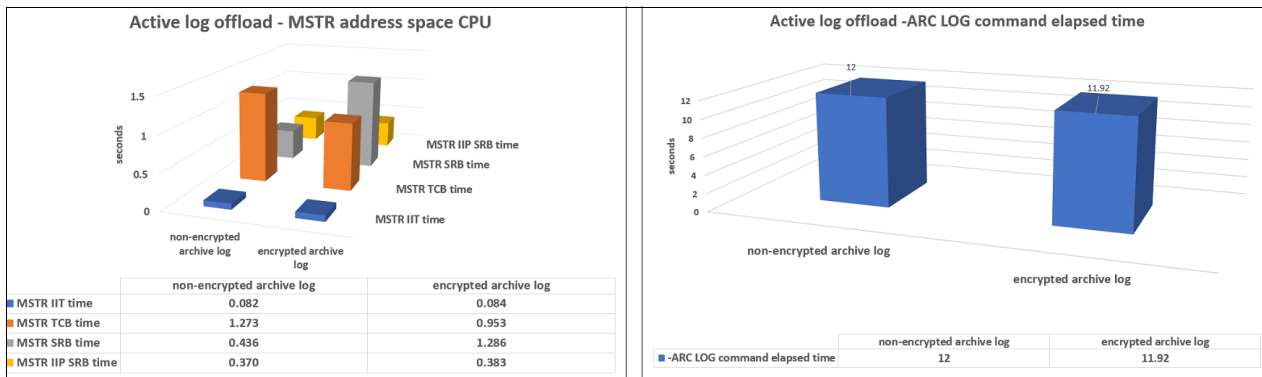 Active log offload - MSTR address space CPU
1.5
1
0.5
0
seconds
MSTR IIP SRB time
MSTR SRB time
MSTR TCB time
MSTR IIT time
non-encrypted
archive log
encrypted archive
log
non-encrypted archive log encrypted archive log
MSTR IIT time 0.082 0.084
MSTR TCB time 1.273 0.953
MSTR SRB time 0.436 1.286
MSTR IIP SRB time 0.370 0.383
Active log offload -ARC LOG command elapsed time
12
11.92
12
10
8
6
4
2
0
seconds
non-encrypted archive log
encrypted archive log
non-encrypted archive log encrypted archive log
-ARC LOG command elapsed time 12 11.92